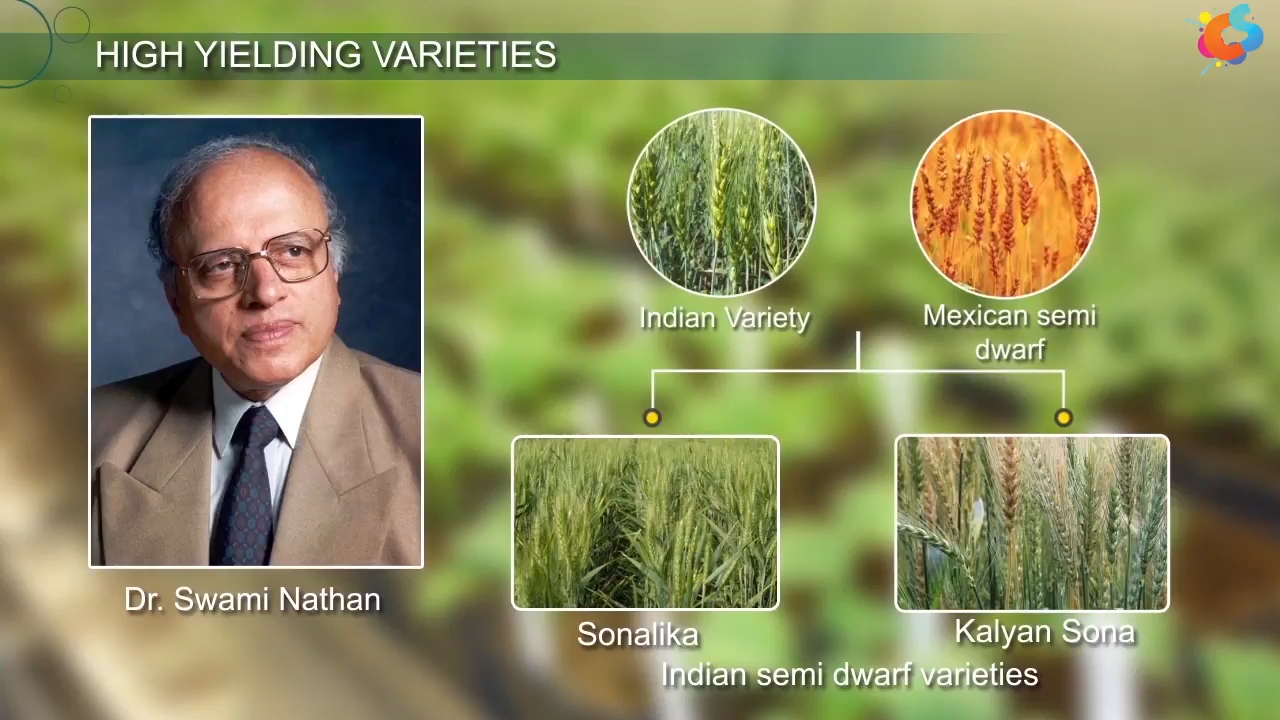 HIGH YIELDING VARIETIES
Indian Variety
Mexican semi
dwarf
Dr. Swami Nathan
Sonalika
Kalyan Sona
Indian semi dwarf varieties